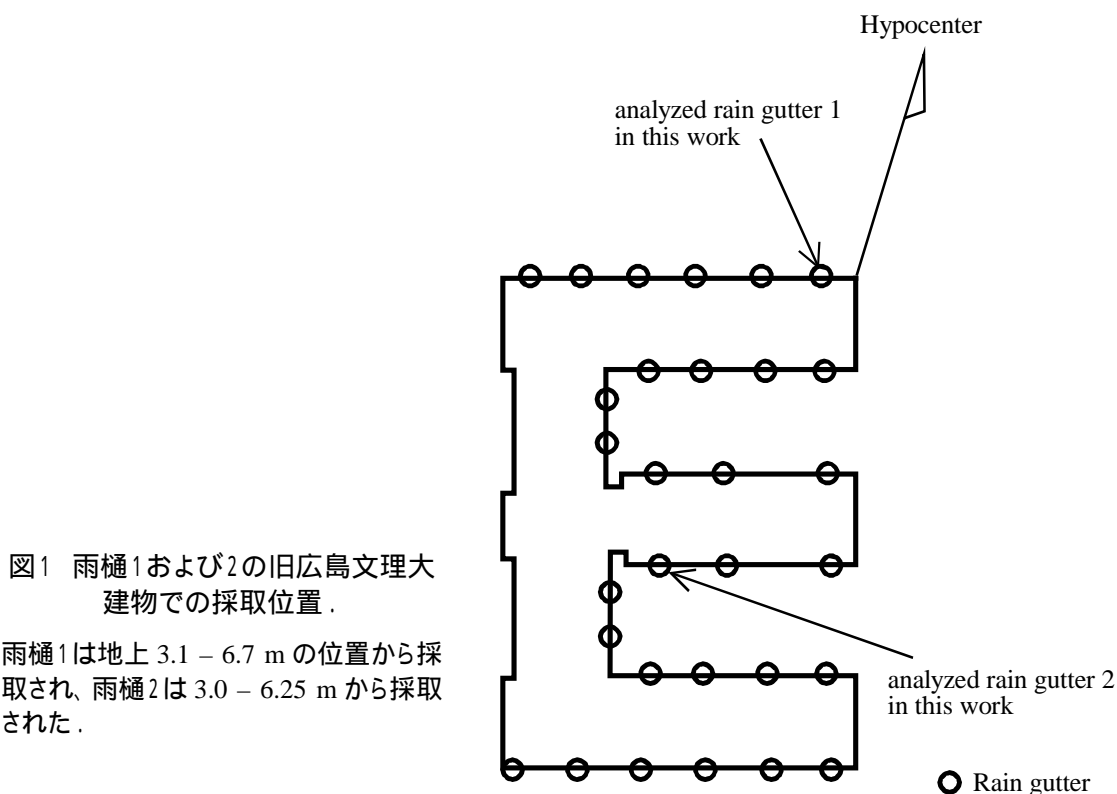 Hypocenter
analyzed rain gutter 1
in this work
図1　雨樋1および2の旧広島文理大
建物での採取位置．
雨樋1は地上 3.1 – 6.7 m の位置から採
取され、雨樋2は 3.0 – 6.25 m から採取
された．
analyzed rain gutter 2
in this work
Rain gutter